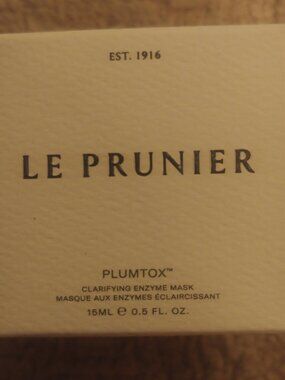 EST. 1916
LE PRUNIER
PLUMTOX™
CLARIFYING ENZYME MASK
MASQUE AUX ENZYMES ÉCLAIRCISSANT
15ML ℮ 0.5 FL. OZ.